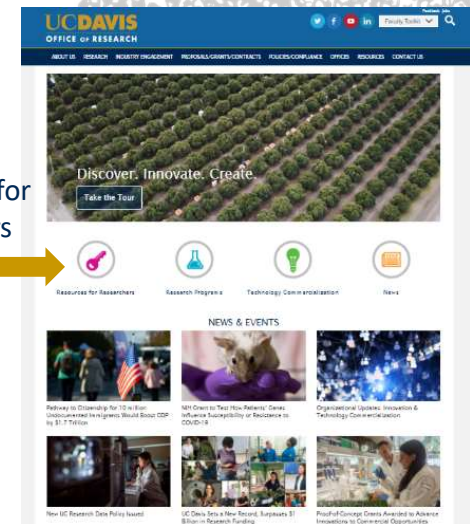 UCDAVIS
OFFICE OF RESEARCH
Feedback Jobs
Faculty Toolkit
ABOUT US RESEARCH INDUSTRY ENGAGEMENT PROPOSALS/GRANTS/CONTRACTS POLICIES/COMPLIANCE OFFICES RESOURCES CONTACT US
Discover. Innovate. Create.
Take the Tour
for
rs
Resources for Researchers
Research Programs
Technology Commercialization
News
NEWS & EVENTS
Pathway to Citizenship for 10 million
Undocumented Immigrants Would Boost GDP
by $1.7 Trillion
NIH Grant to Test How Patients' Genes
Influence Susceptibility or Resistance to
COVID-19
Organizational Updates: Innovation &
Technology Commercialization
New UC Research Data Policy Issued
UC Davis Sets a New Record, Surpasses $1
Billion in Research Funding
Proof-of-Concept Grants Awarded to Advance
Innovations to Commercial Opportunities